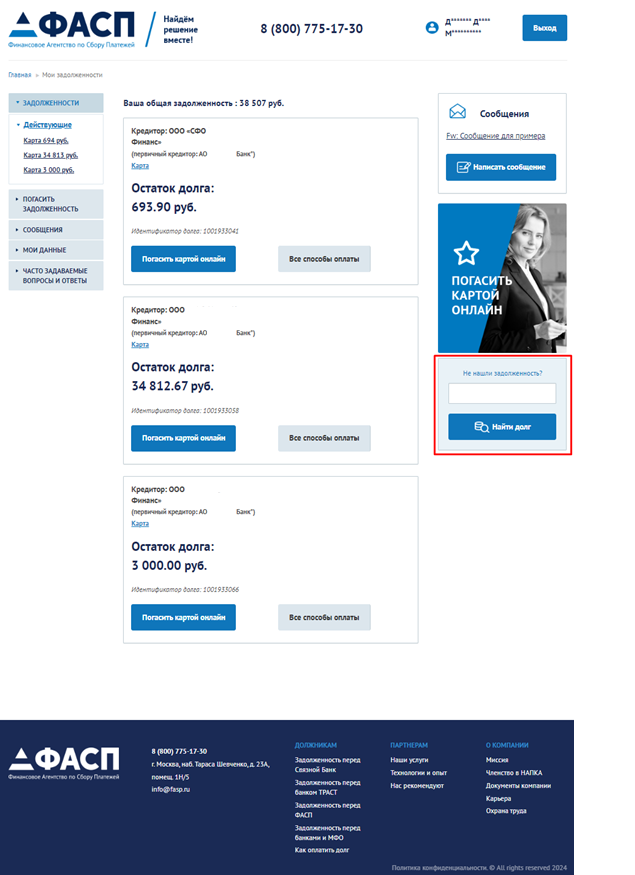 ФАСП
Финансовое Агентство по Сбору Платежей
Найдём
решение
вместе!
8 (800) 775-17-30
Д******* Д****
М**********
Выход
Главная » Мои задолженности
ЗАДОЛЖЕННОСТИ
Действующие
Карта 694 руб.
Карта 34 813 руб.
Карта 3 000 руб.
ПОГАСИТЬ
ЗАДОЛЖЕННОСТЬ
СООБЩЕНИЯ
МОИ ДАННЫЕ
ЧАСТО ЗАДАВАЕМЫЕ
ВОПРОСЫ И ОТВЕТЫ
Ваша общая задолженность : 38 507 руб.
Кредитор: ООО «СФО
Финанс»
(первичный кредитор: АО Банк")
Карта
Остаток долга:
693.90 руб.
Идентификатор долга: 1001933041
Погасить картой онлайн
Все способы оплаты
Кредитор: ООО
Финанс»
(первичный кредитор: АО Банк")
Карта
Остаток долга:
34 812.67 руб.
Идентификатор долга: 1001933058
Погасить картой онлайн
Все способы оплаты
Кредитор: ООО
Финанс»
(первичный кредитор: АО Банк")
Карта
Остаток долга:
3 000.00 руб.
Идентификатор долга: 1001933066
Погасить картой онлайн
Все способы оплаты
Сообщения
Fw: Сообщение для примера
Написать сообщение
ПОГАСИТЬ
КАРТОЙ
ОНЛАЙН
Не нашли задолженность?
Найти долг
ФАСП
Финансовое Агентство по Сбору Платежей
8 (800) 775-17-30
г. Москва, наб. Тараса Шевченко, д. 23А,
помещ. 1Н/5
info@fasp.ru
ДОЛЖНИКАМ
Задолженность перед
Связной Банк
Задолженность перед
банком ТРАСТ
Задолженность перед
ФАСП
Задолженность перед
банками и МФО
Как оплатить долг
ПАРТНЕРАМ
Наши услуги
Технологии и опыт
Нас рекомендуют
О КОМПАНИИ
Миссия
Членство в НАПКА
Документы компании
Карьера
Охрана труда
Политика конфиденциальности. © All rights reserved 2024